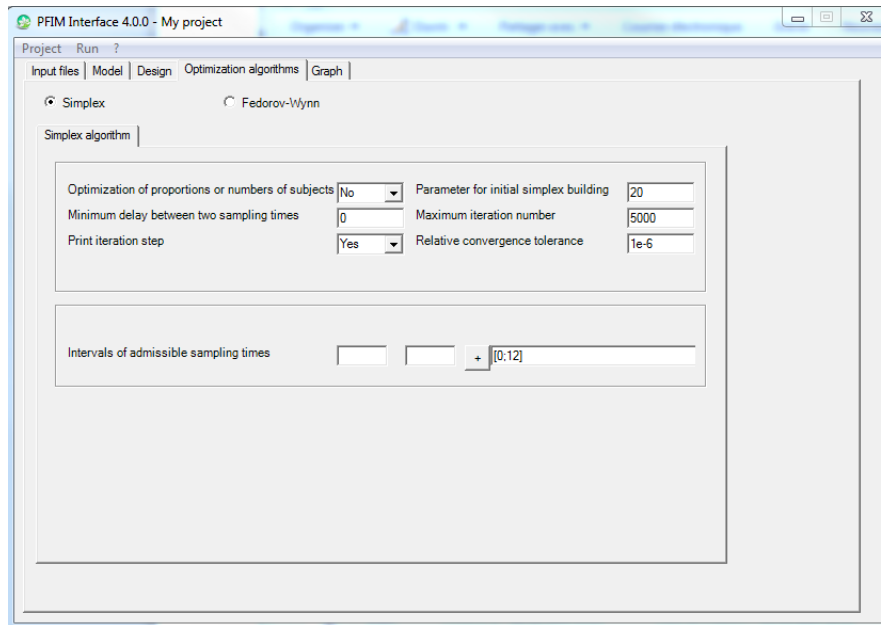 PFIM Interface 4.0.0 - My project
Project Run ?
Input files Model Design Optimization algorithms Graph
Simplex Fedorov-Wynn
Simplex algorithm
Optimization of proportions or numbers of subjects No Parameter for initial simplex building 20
Minimum delay between two sampling times 0 Maximum iteration number 5000
Print iteration step Yes Relative convergence tolerance 1e-6
Intervals of admissible sampling times + [0;12]